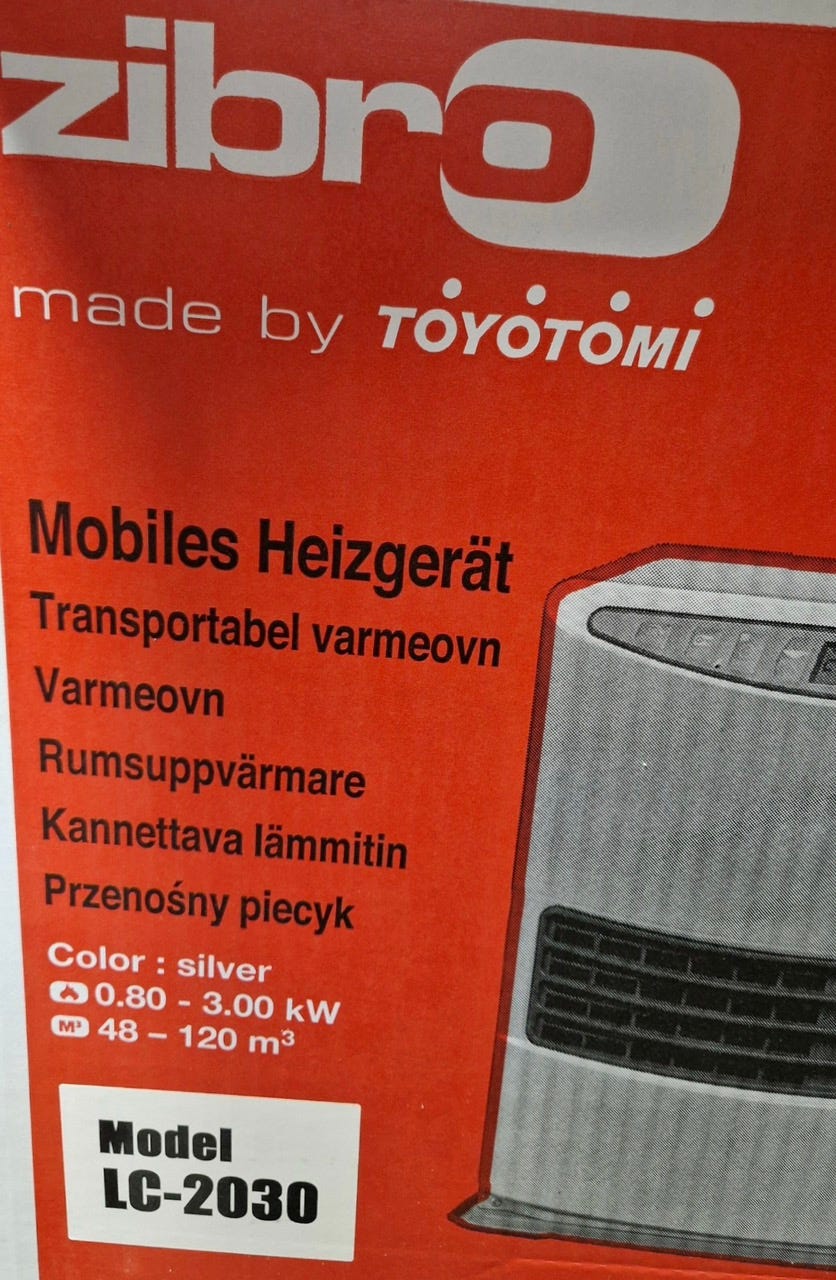 zibro
made by TOYOTOMI
Mobiles Heizgerät
Transportabel varmeovn
Varmeovn
Rumsuppvärmare
Kannettava lämmitin
Przenośny piecyk
Color : silver
0.80 - 3.00 kW
M³ 48 – 120 m³
Model
LC-2030